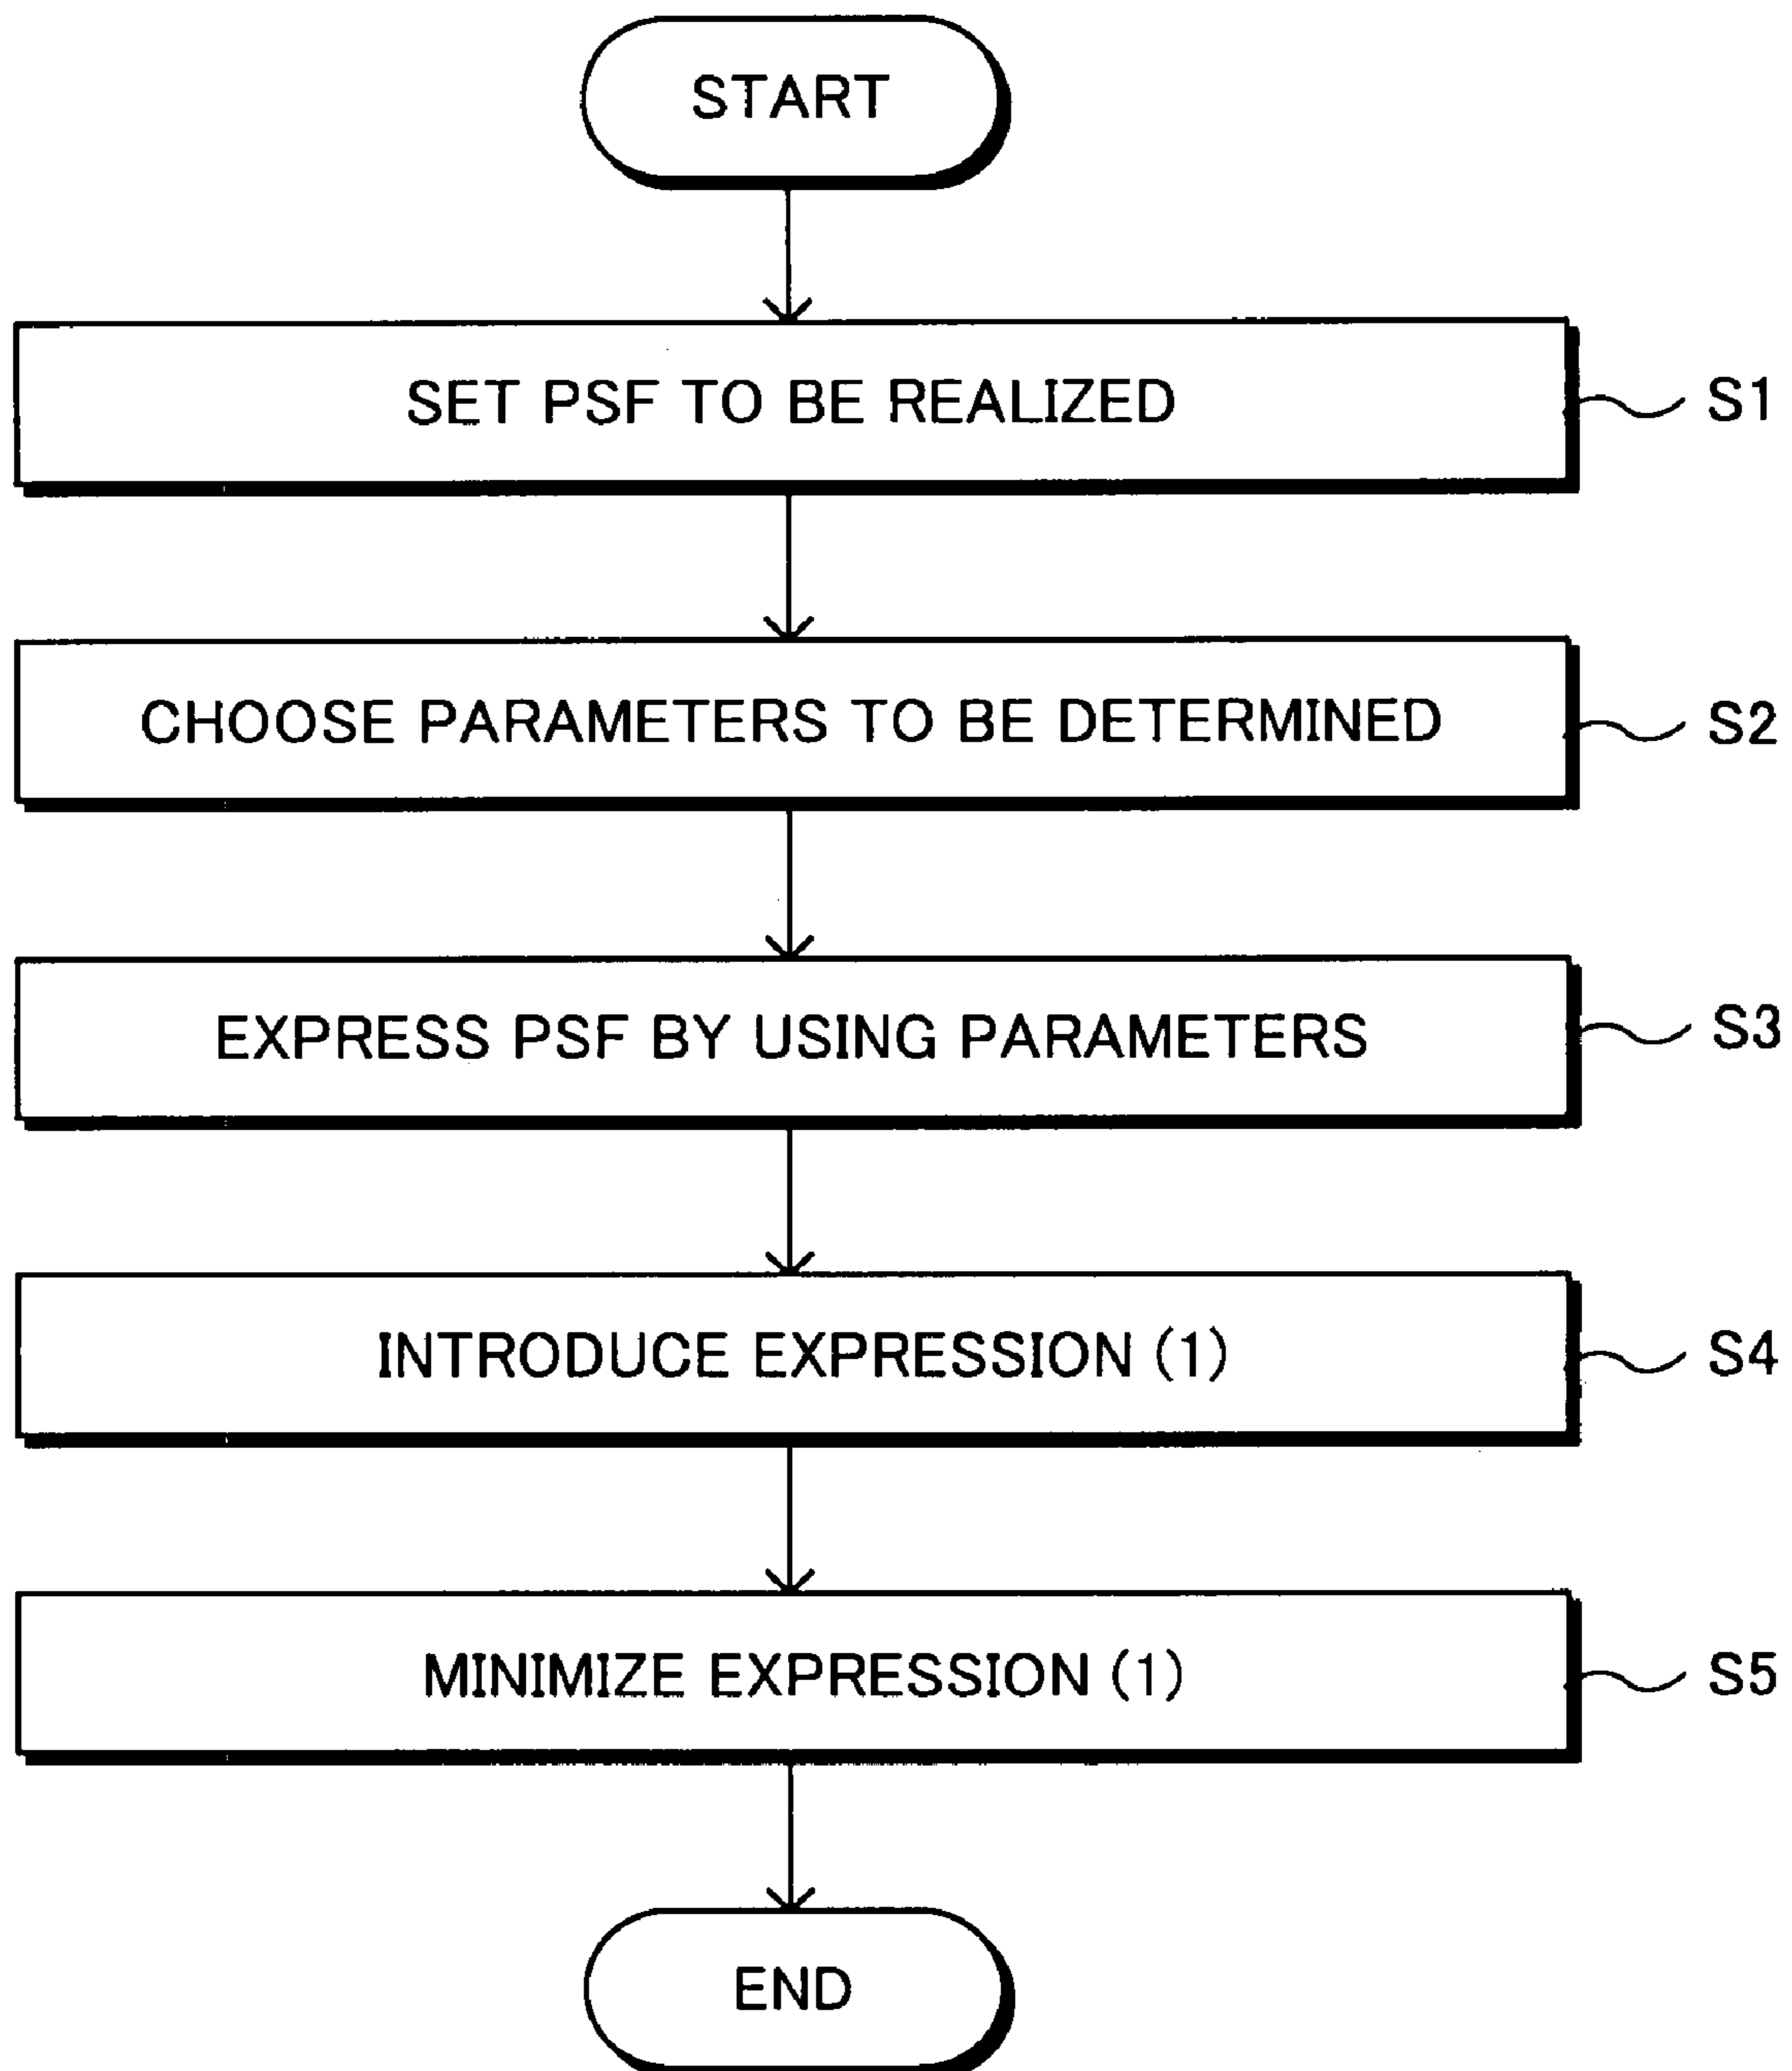 START
SET PSF TO BE REALIZED
S1
CHOOSE PARAMETERS TO BE DETERMINED
S2
EXPRESS PSF BY USING PARAMETERS
S3
INTRODUCE EXPRESSION (1)
S4
MINIMIZE EXPRESSION (1)
S5
END